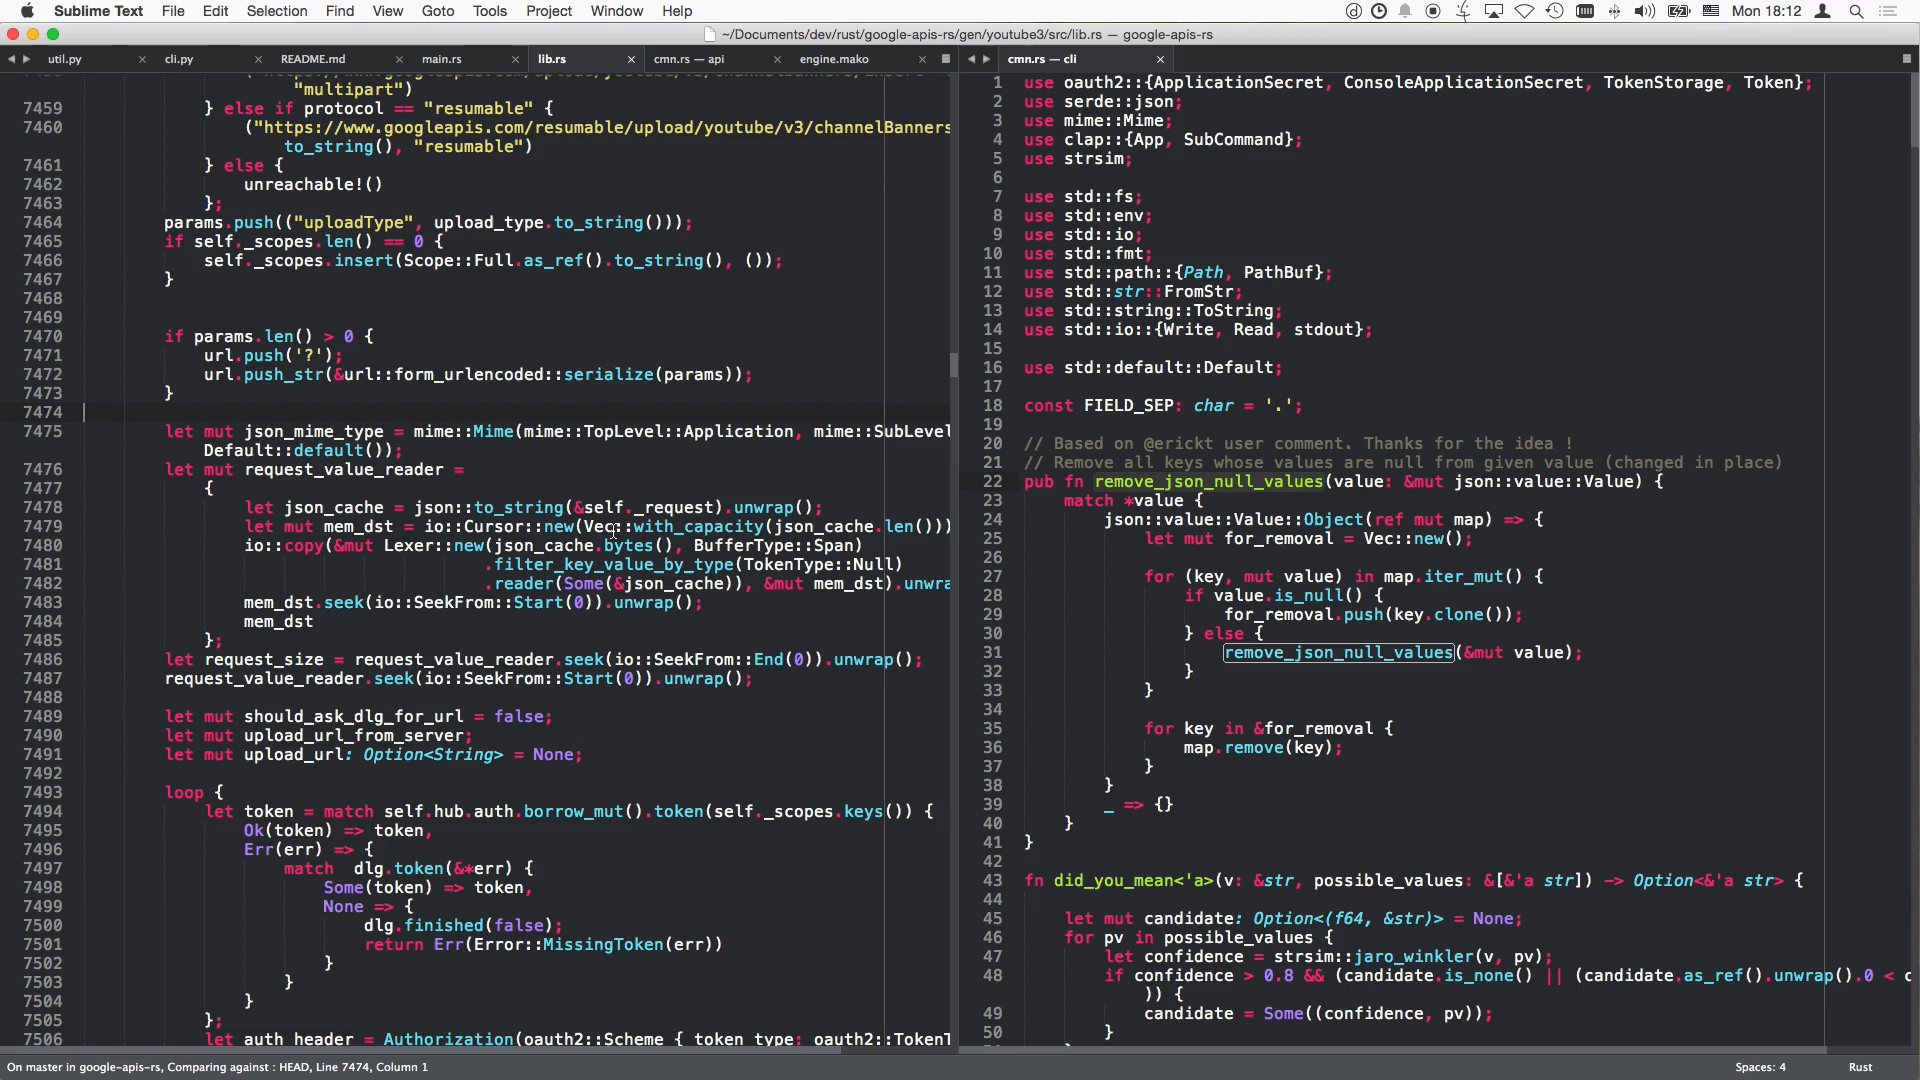 Sublime Text File Edit Selection Find View Goto Tools Project Window Help Mon 18:12
~/Documents/dev/rust/google-apis-rs/gen/youtube3/src/lib.rs — google-apis-rs
util.py cli.py README.md main.rs lib.rs cmn.rs — api engine.mako
"multipart")
7459 } else if protocol == "resumable" {
7460 ("https://www.googleapis.com/resumable/upload/youtube/v3/channelBanners
to_string(), "resumable")
7461 } else {
7462 unreachable!()
7463 };
7464 params.push(("uploadType", upload_type.to_string()));
7465 if self._scopes.len() == 0 {
7466 self._scopes.insert(Scope::Full.as_ref().to_string(), ());
7467 }
7468
7469
7470 if params.len() > 0 {
7471 url.push('?');
7472 url.push_str(&url::form_urlencoded::serialize(params));
7473 }
7474
7475 let mut json_mime_type = mime::Mime(mime::TopLevel::Application, mime::SubLevel
Default::default());
7476 let mut request_value_reader =
7477 {
7478 let json_cache = json::to_string(&self._request).unwrap();
7479 let mut mem_dst = io::Cursor::new(Vec::with_capacity(json_cache.len()))
7480 io::copy(&mut Lexer::new(json_cache.bytes(), BufferType::Span)
7481 .filter_key_value_by_type(TokenType::Null)
7482 .reader(Some(&json_cache)), &mut mem_dst).unwra
7483 mem_dst.seek(io::SeekFrom::Start(0)).unwrap();
7484 mem_dst
7485 };
7486 let request_size = request_value_reader.seek(io::SeekFrom::End(0)).unwrap();
7487 request_value_reader.seek(io::SeekFrom::Start(0)).unwrap();
7488
7489 let mut should_ask_dlg_for_url = false;
7490 let mut upload_url_from_server;
7491 let mut upload_url: Option<String> = None;
7492
7493 loop {
7494 let token = match self.hub.auth.borrow_mut().token(self._scopes.keys()) {
7495 Ok(token) => token,
7496 Err(err) => {
7497 match  dlg.token(&*err) {
7498 Some(token) => token,
7499 None => {
7500 dlg.finished(false);
7501 return Err(Error::MissingToken(err))
7502 }
7503 }
7504 }
7505 };
7506 let auth_header = Authorization(oauth2::Scheme { token_type: oauth2::TokenT
cmn.rs — cli
1 use oauth2::{ApplicationSecret, ConsoleApplicationSecret, TokenStorage, Token};
2 use serde::json;
3 use mime::Mime;
4 use clap::{App, SubCommand};
5 use strsim;
6
7 use std::fs;
8 use std::env;
9 use std::io;
10 use std::fmt;
11 use std::path::{Path, PathBuf};
12 use std::str::FromStr;
13 use std::string::ToString;
14 use std::io::{Write, Read, stdout};
15
16 use std::default::Default;
17
18 const FIELD_SEP: char = '.';
19
20 // Based on @erickt user comment. Thanks for the idea !
21 // Remove all keys whose values are null from given value (changed in place)
22 pub fn remove_json_null_values(value: &mut json::value::Value) {
23 match *value {
24 json::value::Value::Object(ref mut map) => {
25 let mut for_removal = Vec::new();
26
27 for (key, mut value) in map.iter_mut() {
28 if value.is_null() {
29 for_removal.push(key.clone());
30 } else {
31 remove_json_null_values(&mut value);
32 }
33 }
34
35 for key in &for_removal {
36 map.remove(key);
37 }
38 }
39 _ => {}
40 }
41 }
42
43 fn did_you_mean<'a>(v: &str, possible_values: &[&'a str]) -> Option<&'a str> {
44
45 let mut candidate: Option<(f64, &str)> = None;
46 for pv in possible_values {
47 let confidence = strsim::jaro_winkler(v, pv);
48 if confidence > 0.8 && (candidate.is_none() || (candidate.as_ref().unwrap().0 < c
)) {
49 candidate = Some((confidence, pv));
50 }
On master in google-apis-rs, Comparing against : HEAD, Line 7474, Column 1 Spaces: 4 Rust